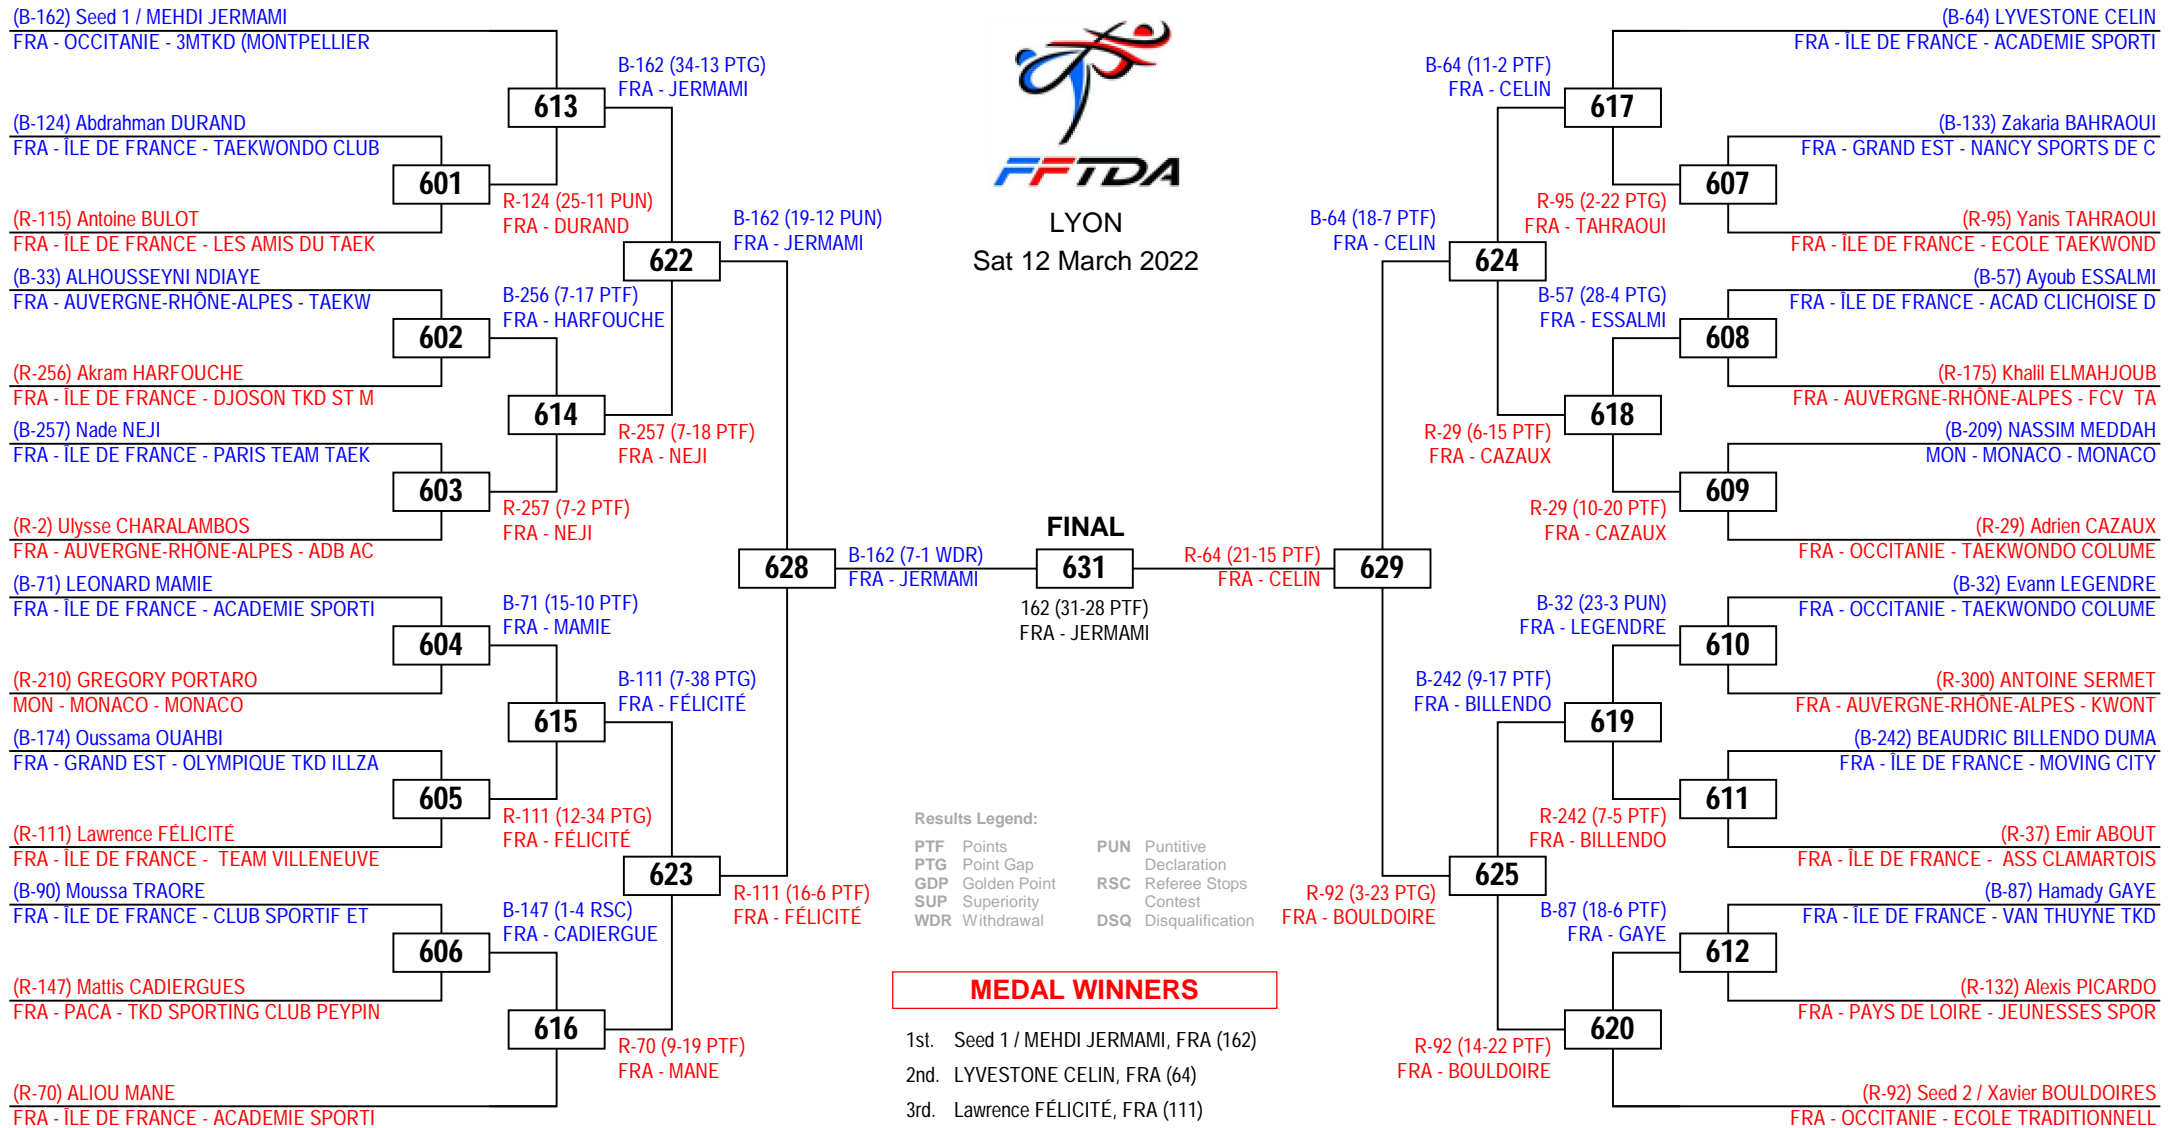 (B-162) Seed 1 / MEHDI JERMAMI
FRA - OCCITANIE - 3MTKD (MONTPELLIER
(B-124) Abdrahman DURAND
FRA - ÎLE DE FRANCE - TAEKWONDO CLUB
(R-115) Antoine BULOT
FRA - ÎLE DE FRANCE - LES AMIS DU TAEK
(B-33) ALHOUSSEYNI NDIAYE
FRA - AUVERGNE-RHÔNE-ALPES - TAEKW
(R-256) Akram HARFOUCHE
FRA - ÎLE DE FRANCE - DJOSON TKD ST M
(B-257) Nade NEJI
FRA - ÎLE DE FRANCE - PARIS TEAM TAEK
(R-2) Ulysse CHARALAMBOS
FRA - AUVERGNE-RHÔNE-ALPES - ADB AC
(B-71) LEONARD MAMIE
FRA - ÎLE DE FRANCE - ACADEMIE SPORTI
(R-210) GREGORY PORTARO
MON - MONACO - MONACO
(B-174) Oussama OUAHBI
FRA - GRAND EST - OLYMPIQUE TKD ILLZA
(R-111) Lawrence FÉLICITÉ
FRA - ÎLE DE FRANCE - TEAM VILLENEUVE
(B-90) Moussa TRAORE
FRA - ÎLE DE FRANCE - CLUB SPORTIF ET
(R-147) Mattis CADIERGUES
FRA - PACA - TKD SPORTING CLUB PEYPIN
(R-70) ALIOU MANE
FRA - ÎLE DE FRANCE - ACADEMIE SPORTI
601
602
603
604
605
606
613
R-124 (25-11 PUN)
FRA - DURAND
B-256 (7-17 PTF)
FRA - HARFOUCHE
614
R-257 (7-2 PTF)
FRA - NEJI
B-71 (15-10 PTF)
FRA - MAMIE
615
R-111 (12-34 PTG)
FRA - FÉLICITÉ
B-147 (1-4 RSC)
FRA - CADIERGUE
616
B-162 (34-13 PTG)
FRA - JERMAMI
622
R-257 (7-18 PTF)
FRA - NEJI
B-111 (7-38 PTG)
FRA - FÉLICITÉ
623
R-70 (9-19 PTF)
FRA - MANE
B-162 (19-12 PUN)
FRA - JERMAMI
628
R-111 (16-6 PTF)
FRA - FÉLICITÉ
B-162 (7-1 WDR)
FRA - JERMAMI
FFTDA
LYON
Sat 12 March 2022
FINAL
631
162 (31-28 PTF)
FRA - JERMAMI
Results Legend:
PTF Points
PTG Point Gap
GDP Golden Point
SUP Superiority
WDR Withdrawal
PUN Puntitive
Declaration
RSC Referee Stops
Contest
DSQ Disqualification
MEDAL WINNERS
1st. Seed 1 / MEHDI JERMAMI, FRA (162)
2nd. LYVESTONE CELIN, FRA (64)
3rd. Lawrence FÉLICITÉ, FRA (111)
R-64 (21-15 PTF)
FRA - CELIN
B-64 (18-7 PTF)
FRA - CELIN
629
R-92 (3-23 PTG)
FRA - BOULDOIRE
B-64 (11-2 PTF)
FRA - CELIN
624
R-29 (6-15 PTF)
FRA - CAZAUX
B-242 (9-17 PTF)
FRA - BILLENDO
625
R-92 (14-22 PTF)
FRA - BOULDOIRE
617
R-95 (2-22 PTG)
FRA - TAHRAOUI
B-57 (28-4 PTG)
FRA - ESSALMI
618
R-29 (10-20 PTF)
FRA - CAZAUX
B-32 (23-3 PUN)
FRA - LEGENDRE
619
R-242 (7-5 PTF)
FRA - BILLENDO
B-87 (18-6 PTF)
FRA - GAYE
620
607
608
609
610
611
612
(B-64) LYVESTONE CELIN
FRA - ÎLE DE FRANCE - ACADEMIE SPORTI
(B-133) Zakaria BAHRAOUI
FRA - GRAND EST - NANCY SPORTS DE C
(R-95) Yanis TAHRAOUI
FRA - ÎLE DE FRANCE - ECOLE TAEKWOND
(B-57) Ayoub ESSALMI
FRA - ÎLE DE FRANCE - ACAD CLICHOISE D
(R-175) Khalil ELMAHJOUB
FRA - AUVERGNE-RHÔNE-ALPES - FCV TA
(B-209) NASSIM MEDDAH
MON - MONACO - MONACO
(R-29) Adrien CAZAUX
FRA - OCCITANIE - TAEKWONDO COLUME
(B-32) Evann LEGENDRE
FRA - OCCITANIE - TAEKWONDO COLUME
(R-300) ANTOINE SERMET
FRA - AUVERGNE-RHÔNE-ALPES - KWONT
(B-242) BEAUDRIC BILLENDO DUMA
FRA - ÎLE DE FRANCE - MOVING CITY
(R-37) Emir ABOUT
FRA - ÎLE DE FRANCE - ASS CLAMARTOIS
(B-87) Hamady GAYE
FRA - ÎLE DE FRANCE - VAN THUYNE TKD
(R-132) Alexis PICARDO
FRA - PAYS DE LOIRE - JEUNESSES SPOR
(R-92) Seed 2 / Xavier BOULDOIRES
FRA - OCCITANIE - ECOLE TRADITIONNELL